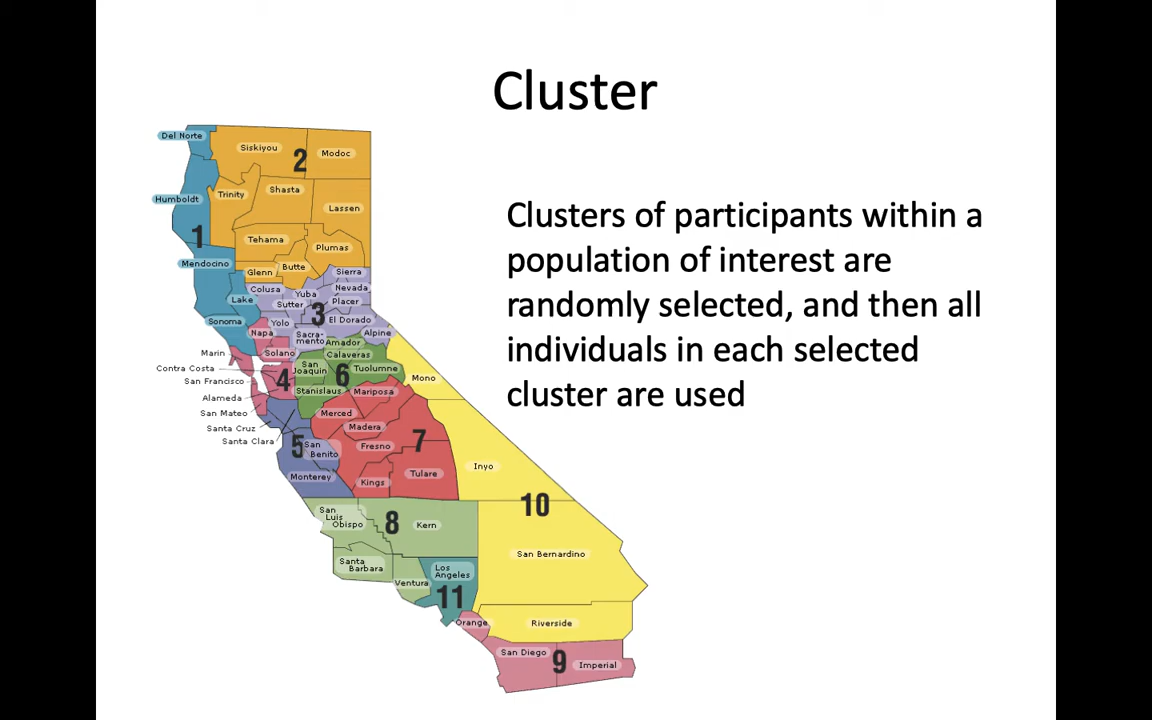 Cluster
Clusters of participants within a
population of interest are
randomly selected, and then all
individuals in each selected
cluster are used
Del Norte
Siskiyou
2
Modoc
Humboldt
Trinity
Shasta
Lassen
1
Tehama
Plumas
Mendocino
Glenn
Butte
Sierra
Colusa
Yuba
Nevada
Lake
Sutter
Placer
3
Sonoma
Yolo
El Dorado
Napa
Sacra-
mento
Amador
Alpine
Marin
Solano
Calaveras
Contra Costa
San
Joaquin
6
Tuolumne
San Francisco
4
Mono
Alameda
Stanislaus
Mariposa
San Mateo
Merced
Santa Cruz
Madera
Santa Clara
5
San
Benito
Fresno
7
Monterey
Kings
Tulare
Inyo
10
San
Luis
Obispo
8
Kern
San Bernardino
Santa
Barbara
Ventura
Los
Angeles
11
Orange
Riverside
San Diego
9
Imperial